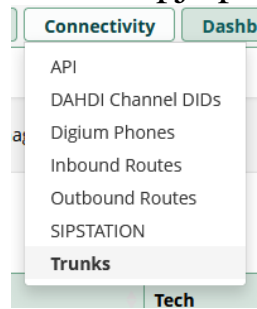 Connectivity
Dashb
API
DAHDI Channel DIDs
Digium Phones
Inbound Routes
Outbound Routes
SIPSTATION
Trunks
Tech